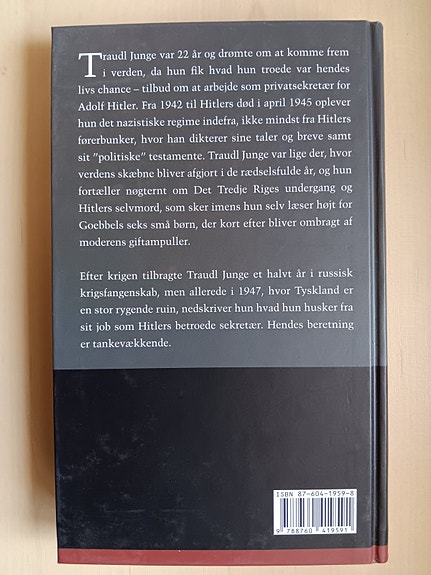 Traudl Junge var 22 år og drømte om at komme frem
i verden, da hun fik hvad hun troede var hendes
livs chance – tilbud om at arbejde som privatsekretær for
Adolf Hitler. Fra 1942 til Hitlers død i april 1945 oplever
hun det nazistiske regime indefra, ikke mindst fra Hitlers
førerbunker, hvor han dikterer sine taler og breve samt
sit ”politiske” testamente. Traudl Junge var lige der, hvor
verdens skæbne bliver afgjort i de rædselsfulde år, og hun
fortæller nøgternt om Det Tredje Riges undergang og
Hitlers selvmord, som sker imens hun selv læser højt for
Goebbels seks små børn, der kort efter bliver ombragt af
moderens giftampuller.
Efter krigen tilbragte Traudl Junge et halvt år i russisk
krigsfangenskab, men allerede i 1947, hvor Tyskland er
en stor rygende ruin, nedskriver hun hvad hun husker fra
sit job som Hitlers betroede sekretær. Hendes beretning
er tankevækkende.
ISBN 87-604-1959-8
9 788760 419591